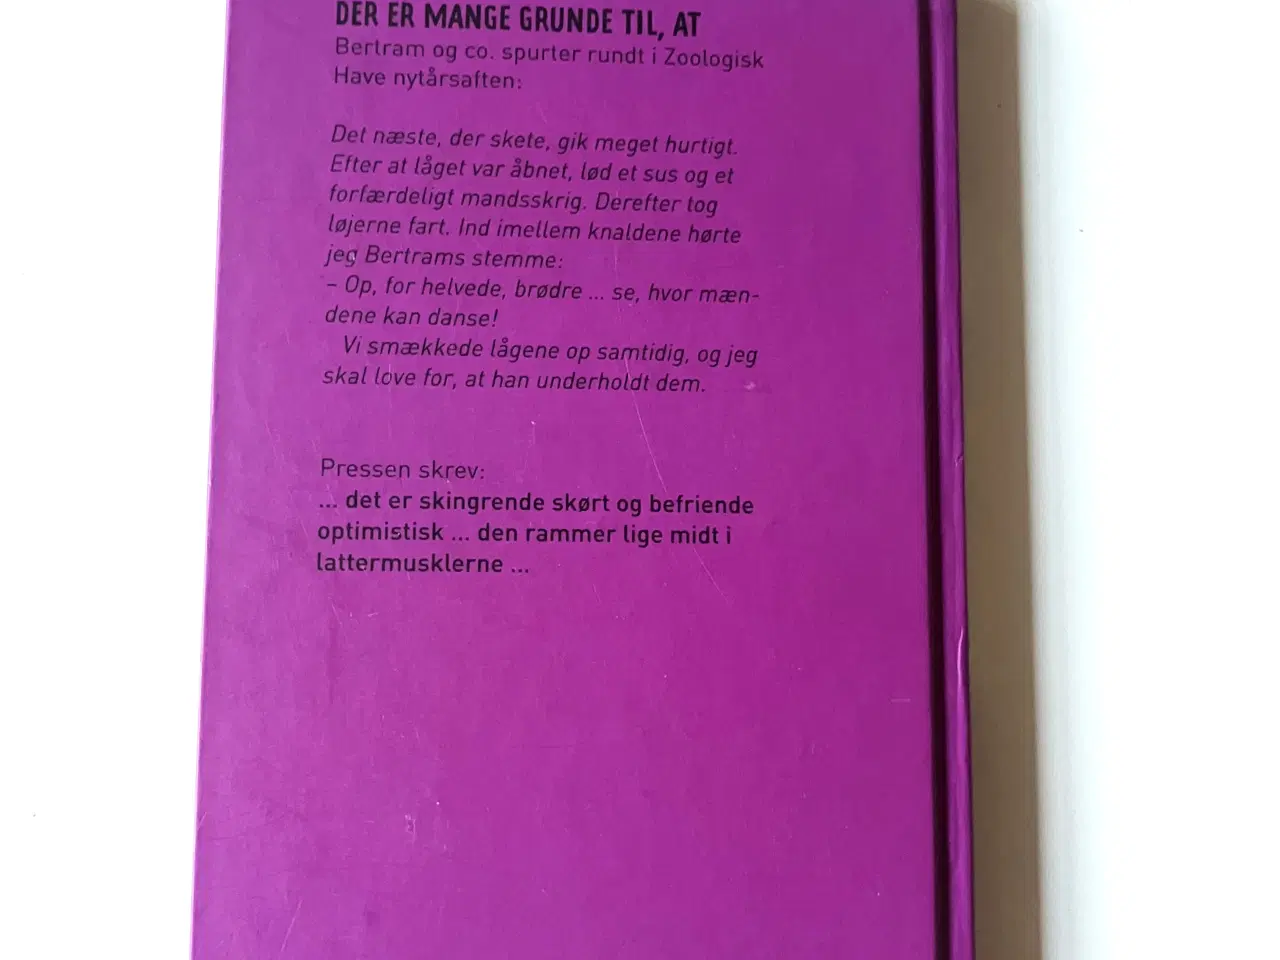 DER ER MANGE GRUNDE TIL, AT
Bertram og co. spurter rundt i Zoologisk
Have nytårsaften:
Det næste, der skete, gik meget hurtigt.
Efter at låget var åbnet, lød et sus og et
forfærdeligt mandsskrig. Derefter tog
løjerne fart. Ind imellem knaldene hørte
jeg Bertrams stemme:
– Op, for helvede, brødre ... se, hvor mæn-
dene kan danse!
Vi smækkede lågene op samtidig, og jeg
skal love for, at han underholdt dem.
Pressen skrev:
... det er skingrende skørt og befriende
optimistisk ... den rammer lige midt i
lattermusklerne ...